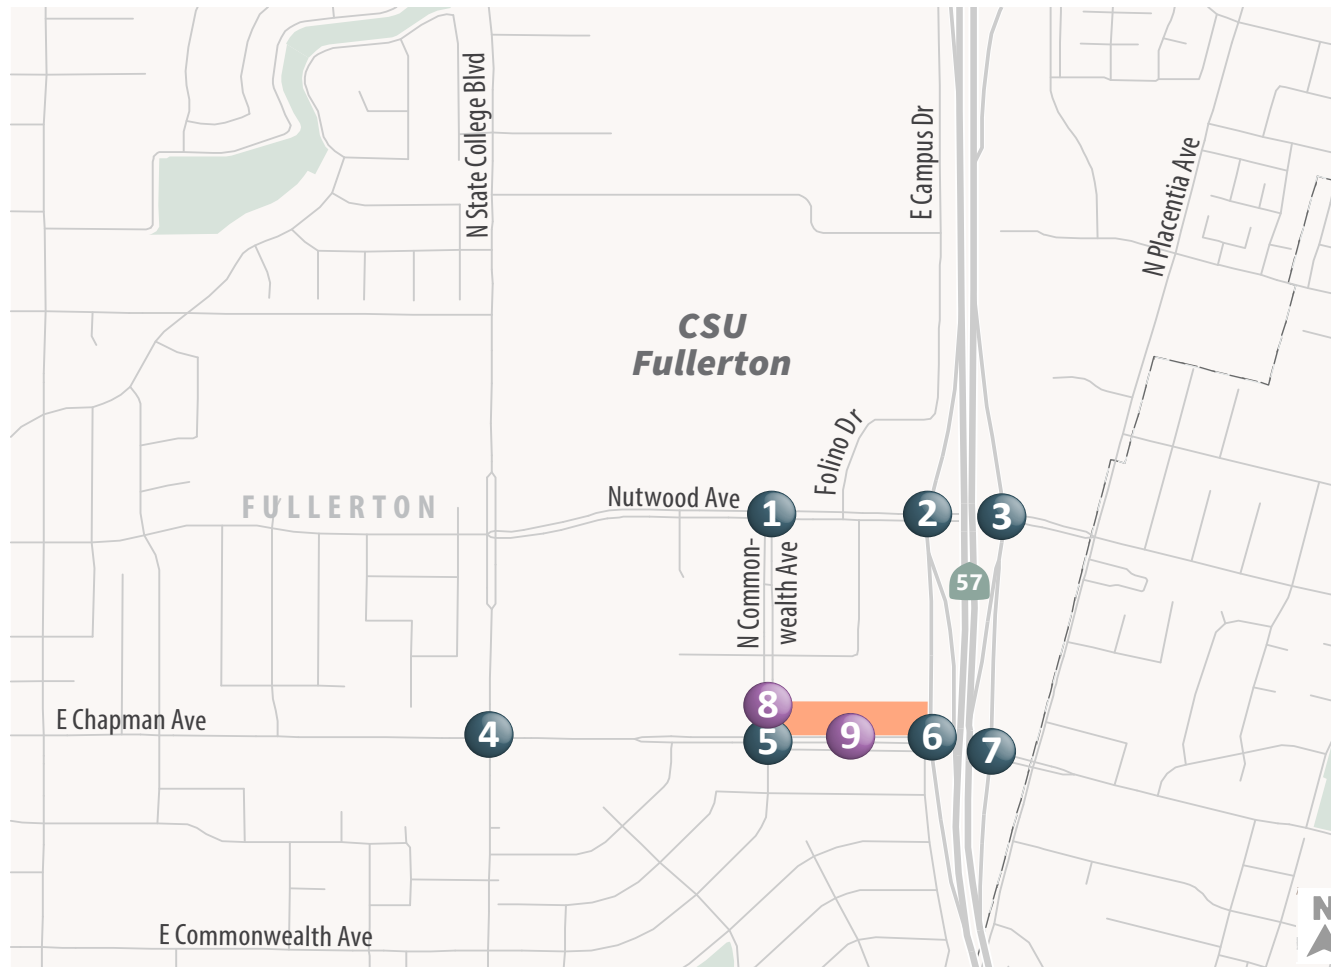 N State College Blvd
E Campus Dr
N Placentia Ave
CSU
Fullerton
Folino Dr
FULLERTON
Nutwood Ave
1
2
3
N Common-
wealth Ave
57
8
E Chapman Ave
4
5
9
6
7
E Commonwealth Ave
N